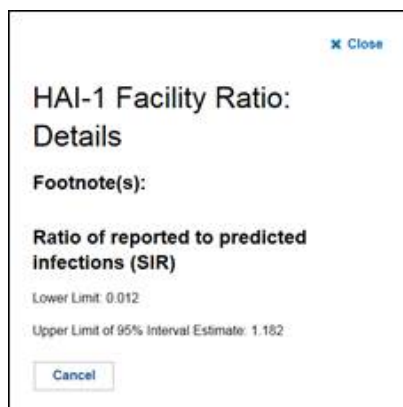 ✖ Close
HAI-1 Facility Ratio:
Details
Footnote(s):
Ratio of reported to predicted
infections (SIR)
Lower Limit: 0.012
Upper Limit of 95% Interval Estimate: 1.182
Cancel